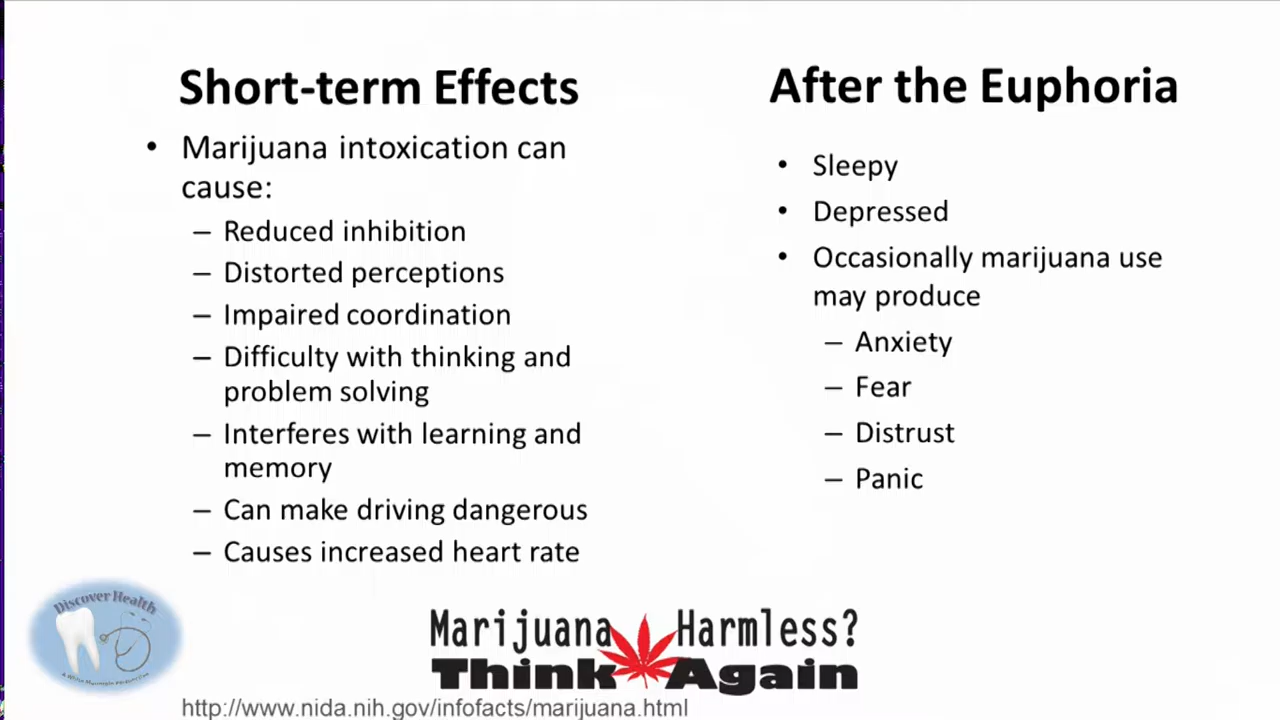 Short-term Effects
• Marijuana intoxication can
cause:
– Reduced inhibition
– Distorted perceptions
– Impaired coordination
– Difficulty with thinking and
problem solving
– Interferes with learning and
memory
– Can make driving dangerous
– Causes increased heart rate
After the Euphoria
• Sleepy
• Depressed
• Occasionally marijuana use
may produce
– Anxiety
– Fear
– Distrust
– Panic
Discover Health
Marijuana Harmless?
Think Again
http://www.nida.nih.gov/infofacts/marijuana.html